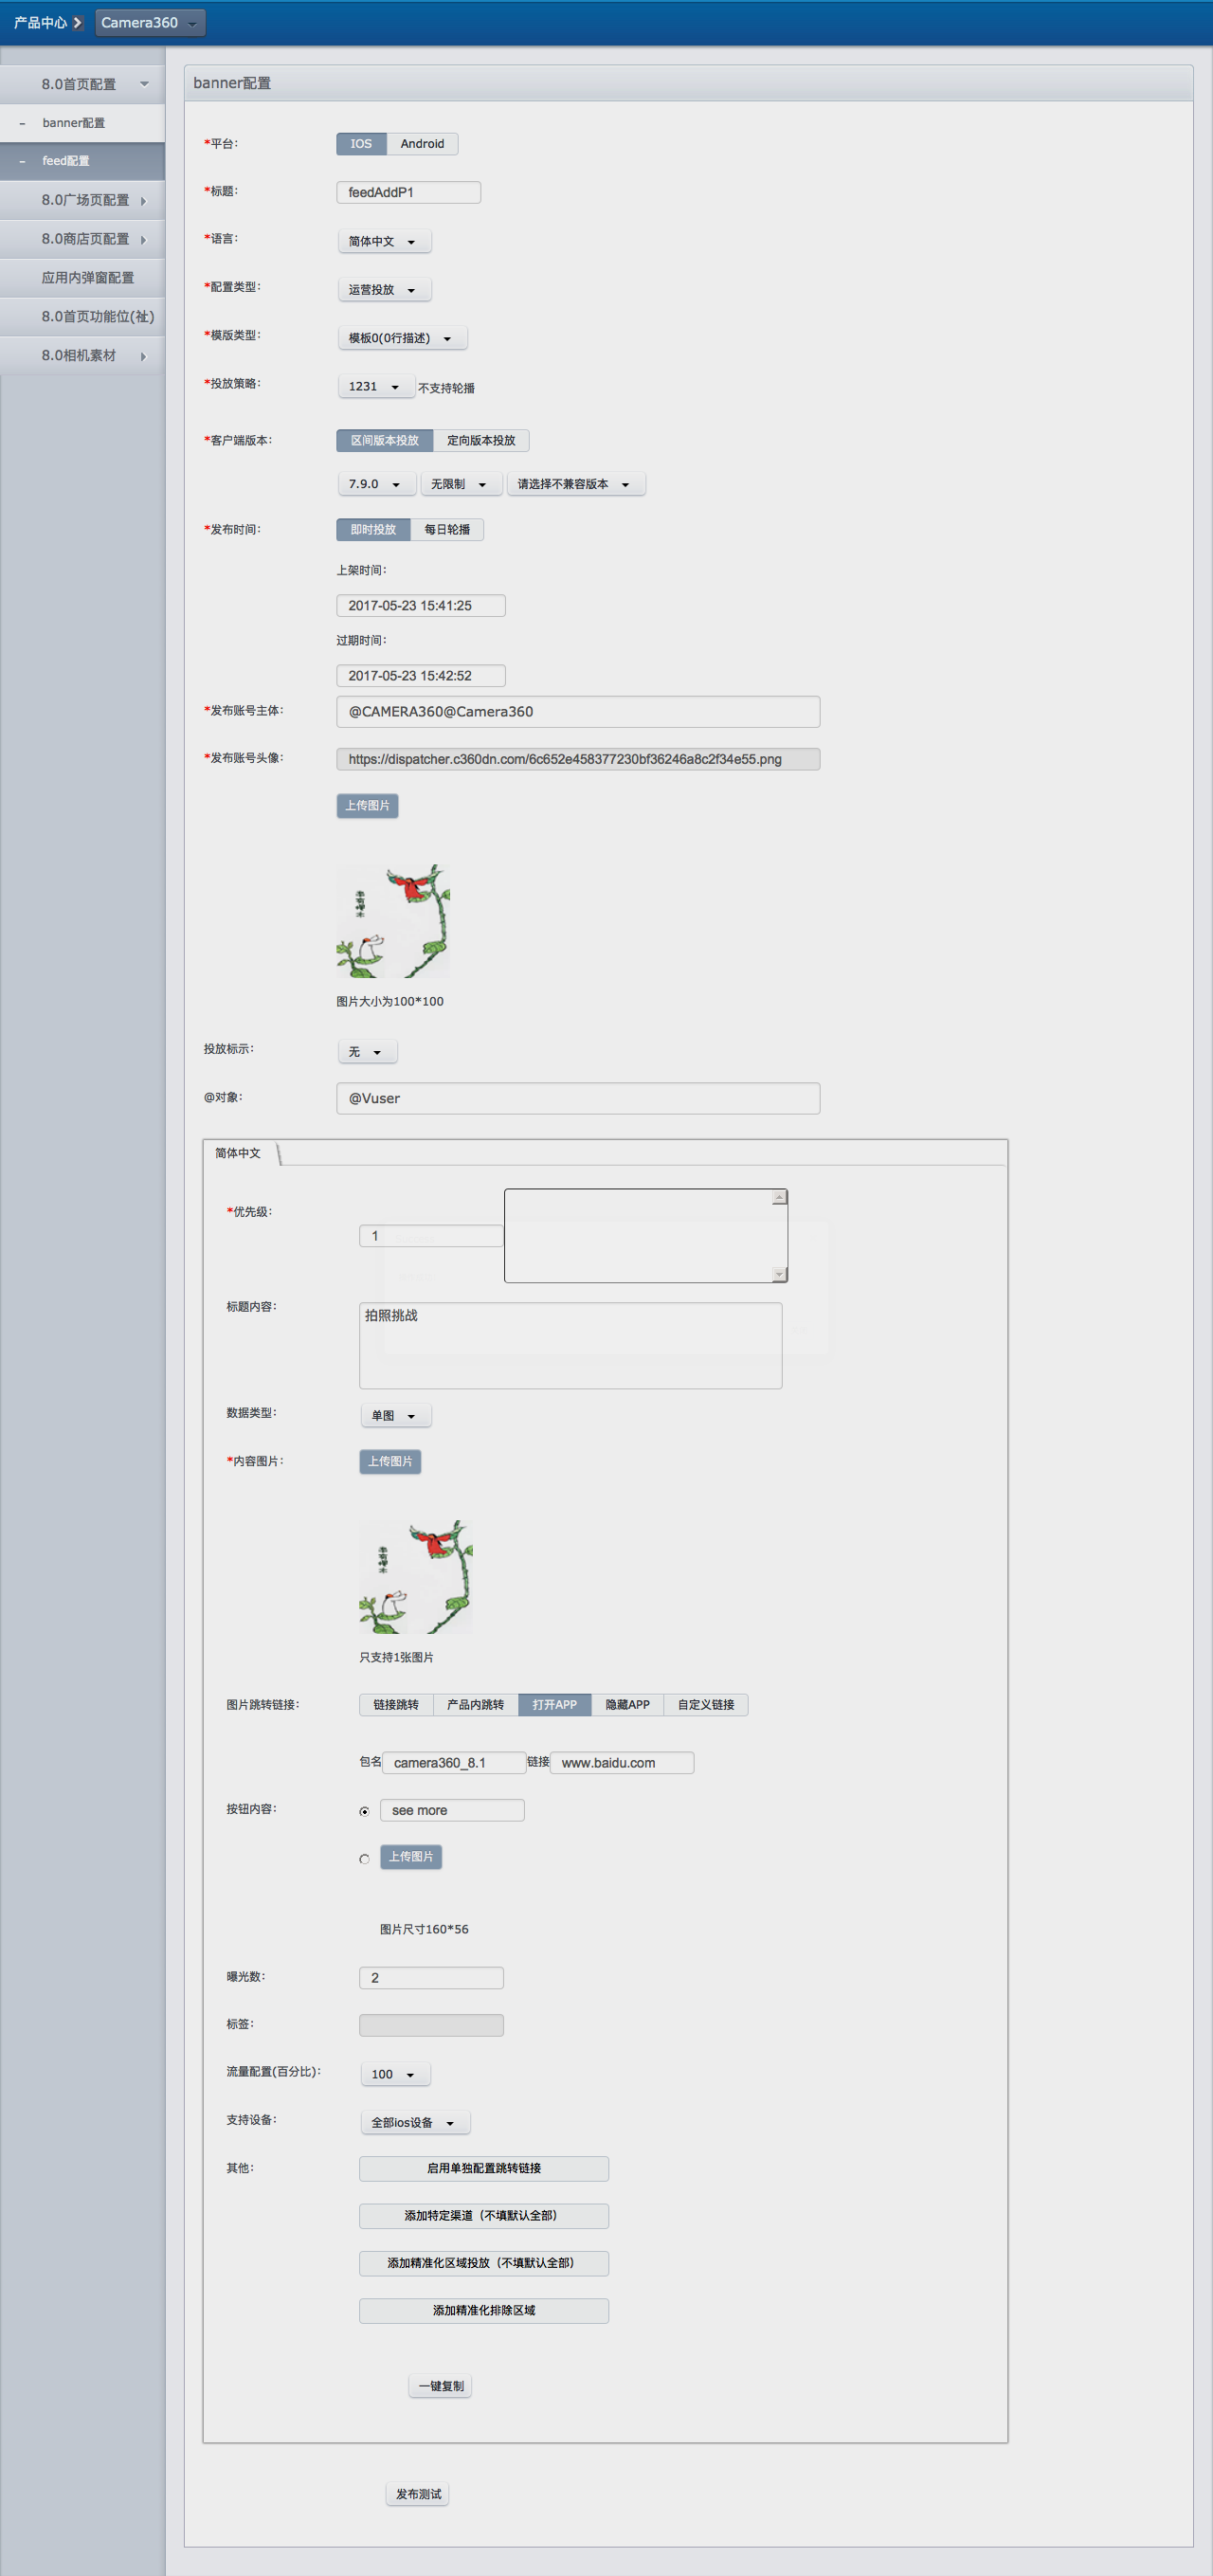 产品中心
Camera360
8.0首页配置
- banner配置
- feed配置
8.0广场页配置
8.0商店页配置
应用内弹窗配置
8.0首页功能位(祉)
8.0相机素材
banner配置
*平台:
IOS Android
*标题:
feedAddP1
*语言:
简体中文
*配置类型:
运营投放
*模版类型:
模板0(0行描述)
*投放策略:
1231 不支持轮播
*客户端版本:
区间版本投放 定向版本投放
7.9.0 无限制 请选择不兼容版本
*发布时间:
即时投放 每日轮播
上架时间:
2017-05-23 15:41:25
过期时间:
2017-05-23 15:42:52
*发布账号主体:
@CAMERA360@Camera360
*发布账号头像:
https://dispatcher.c360dn.com/6c652e458377230bf36246a8c2f34e55.png
上传图片
图片大小为100*100
投放标示:
无
@对象:
@Vuser
简体中文
*优先级:
1
标题内容:
拍照挑战
数据类型:
单图
*内容图片:
上传图片
只支持1张图片
图片跳转链接:
链接跳转 产品内跳转 打开APP 隐藏APP 自定义链接
包名 camera360_8.1 链接 www.baidu.com
按钮内容:
see more
上传图片
图片尺寸160*56
曝光数:
2
标签:
流量配置(百分比):
100
支持设备:
全部ios设备
其他:
启用单独配置跳转链接
添加特定渠道（不填默认全部）
添加精准化区域投放（不填默认全部）
添加精准化排除区域
一键复制
发布测试